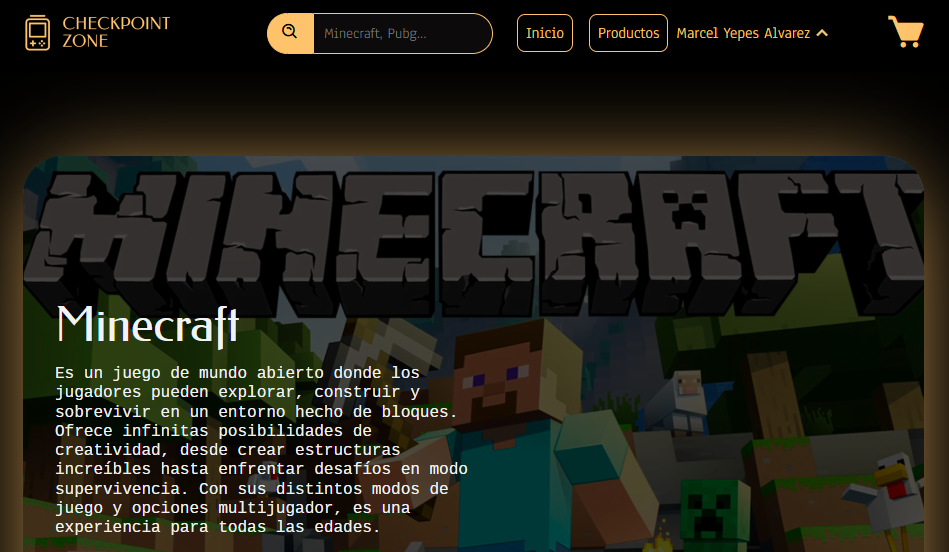 CHECKPOINT
ZONE
Minecraft, Pubg...
Inicio
Productos
Marcel Yepes Alvarez
MINECRAFT
Minecraft
Es un juego de mundo abierto donde los
jugadores pueden explorar, construir y
sobrevivir en un entorno hecho de bloques.
Ofrece infinitas posibilidades de
creatividad, desde crear estructuras
increíbles hasta enfrentar desafíos en modo
supervivencia. Con sus distintos modos de
juego y opciones multijugador, es una
experiencia para todas las edades.